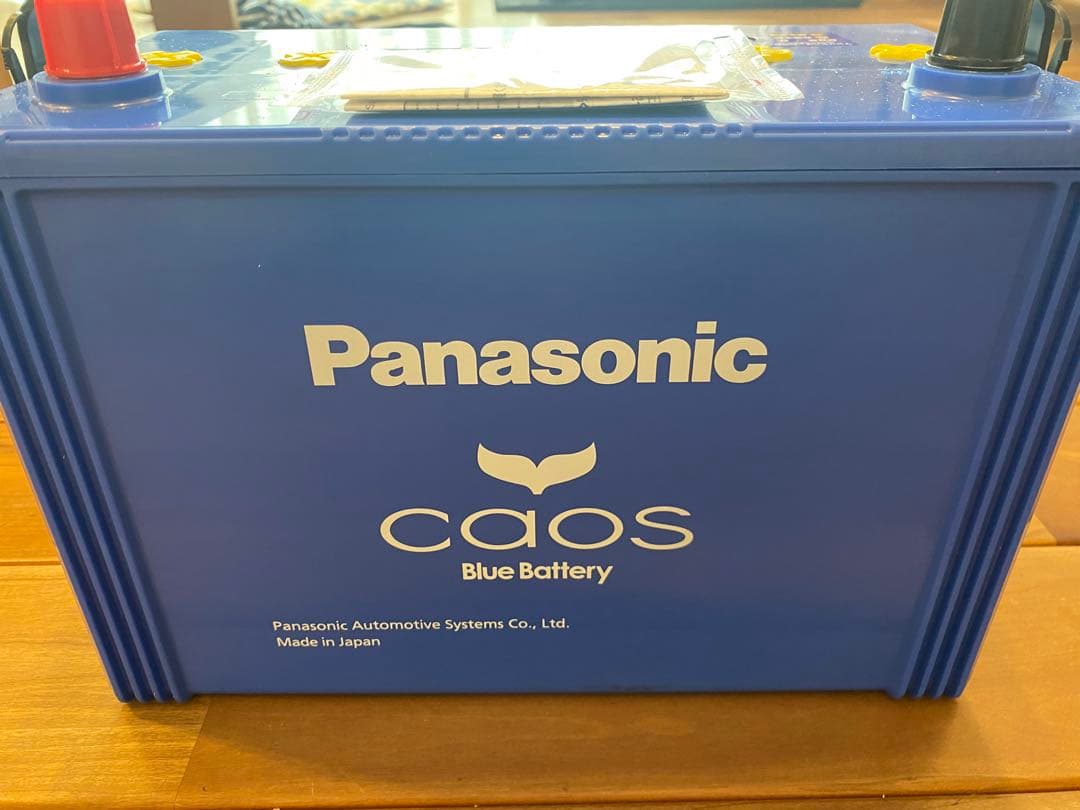 Panasonic
caos
Blue Battery
Panasonic Automotive Systems Co., Ltd.
Made in Japan